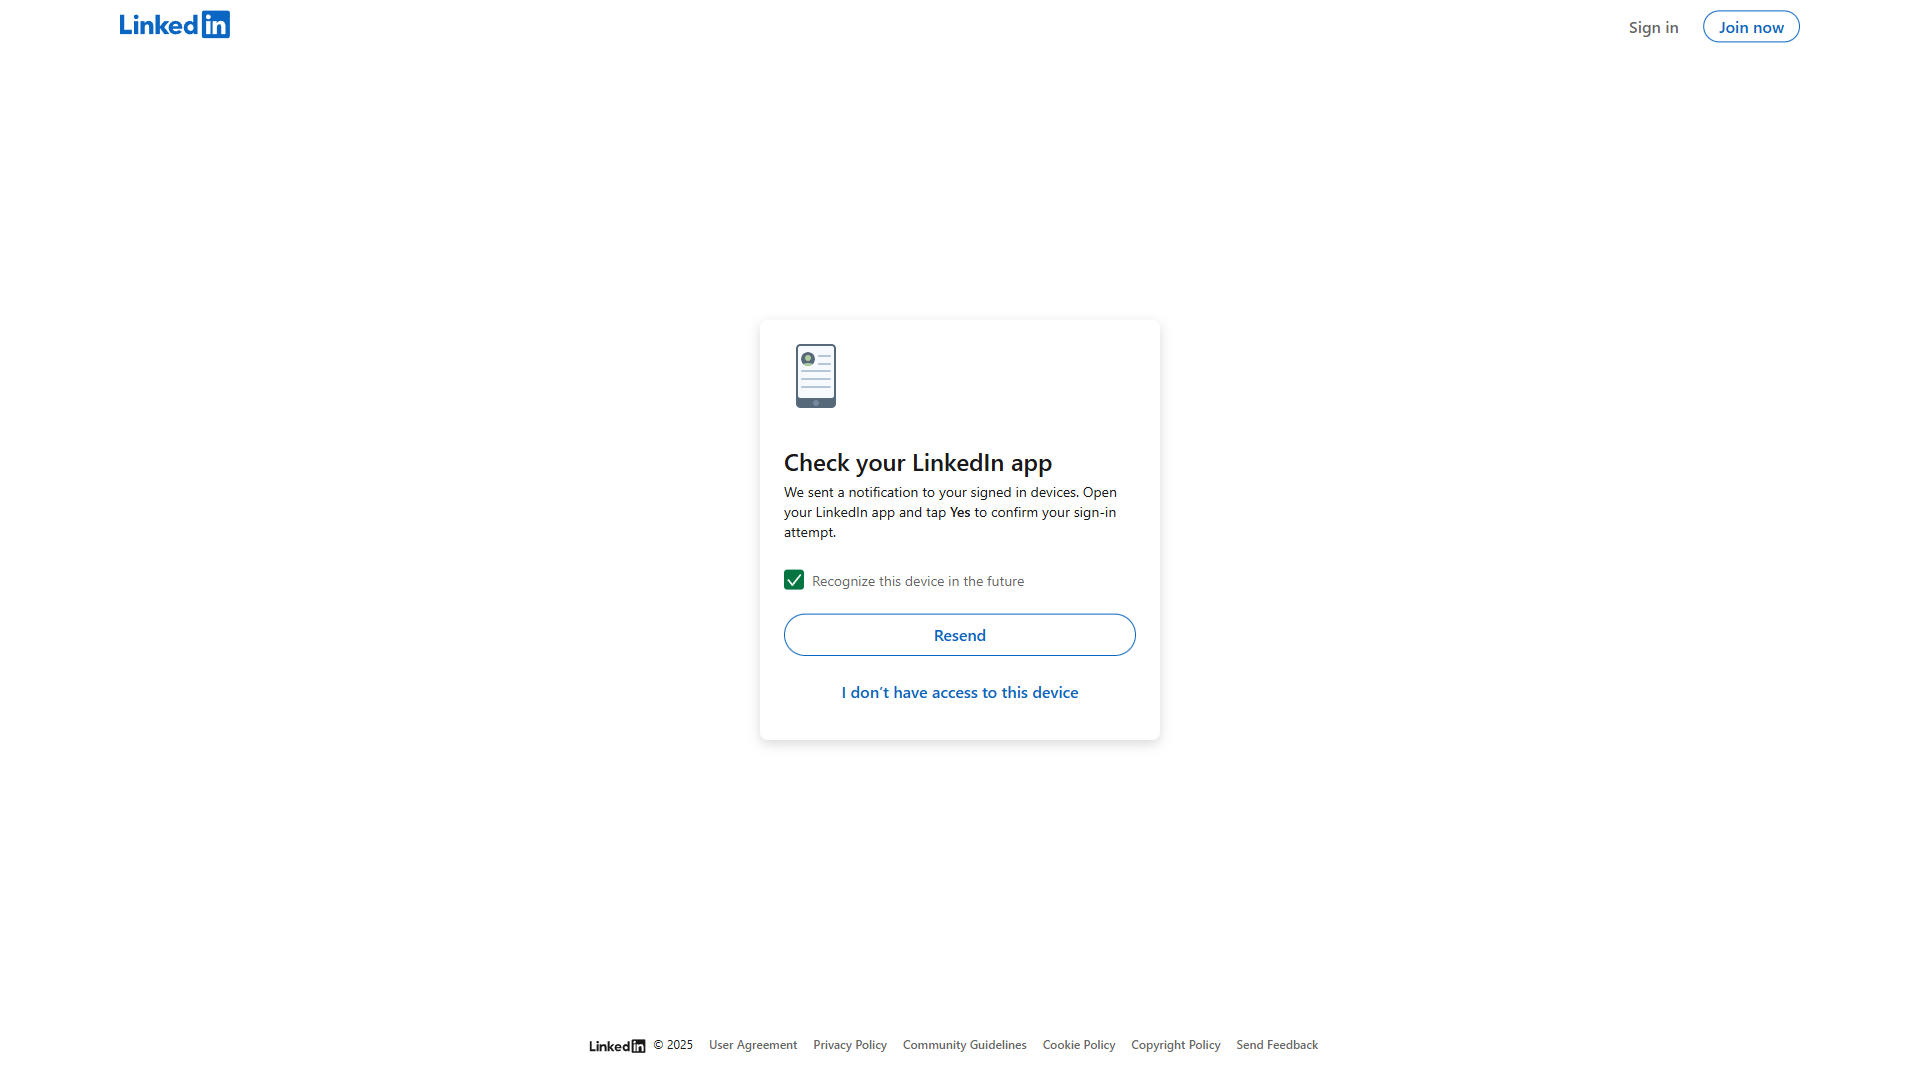 LinkedIn
Sign in
Join now
Check your LinkedIn app
We sent a notification to your signed in devices. Open
your LinkedIn app and tap Yes to confirm your sign-in
attempt.
Recognize this device in the future
Resend
I don't have access to this device
LinkedIn © 2025 User Agreement Privacy Policy Community Guidelines Cookie Policy Copyright Policy Send Feedback